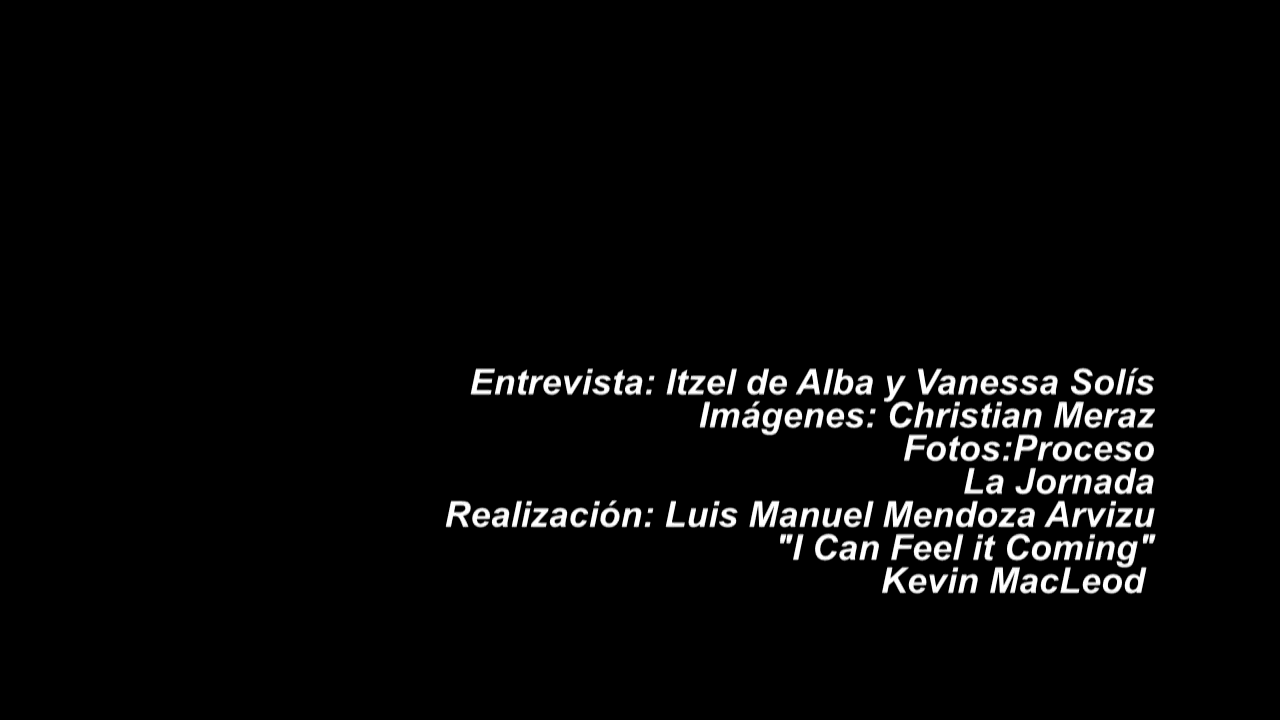 Entrevista: Itzel de Alba y Vanessa Solís
Imágenes: Christian Meraz
Fotos:Proceso
La Jornada
Realización: Luis Manuel Mendoza Arvizu
"I Can Feel it Coming"
Kevin MacLeod